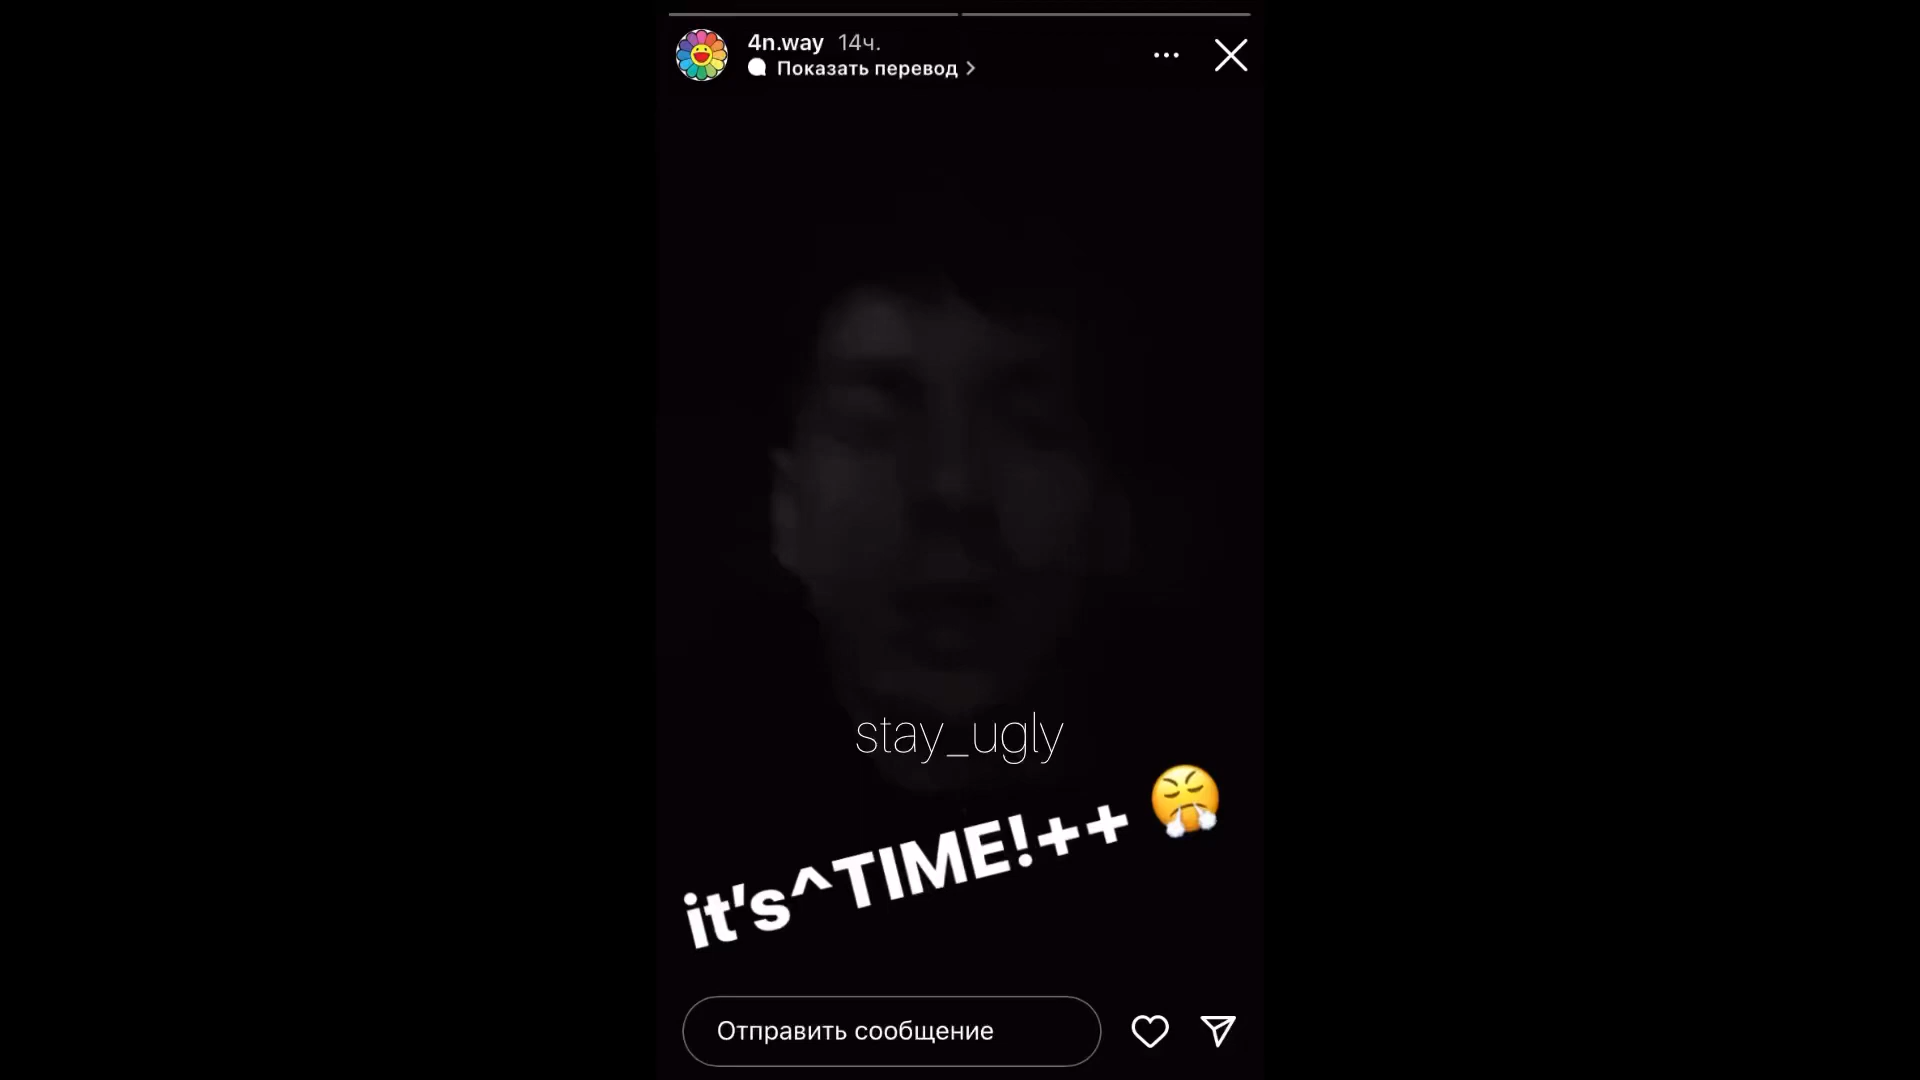 4n.way 14ч.
Показать перевод
stay_ugly
it's^TIME!++ 😤
Отправить сообщение